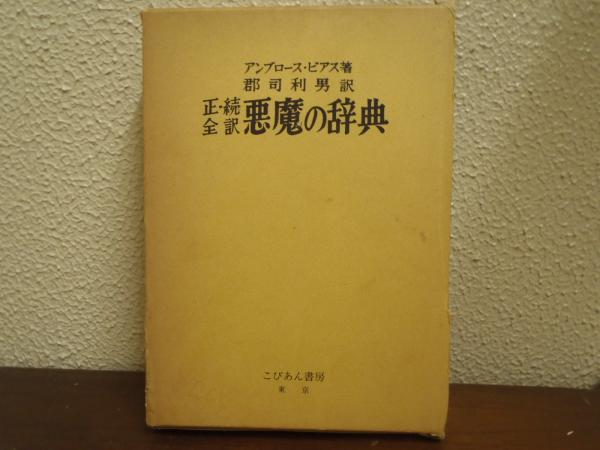 アンブロース・ビアス著
郡司利男訳
正・続
全訳 悪魔の辞典
こびあん書房
東京